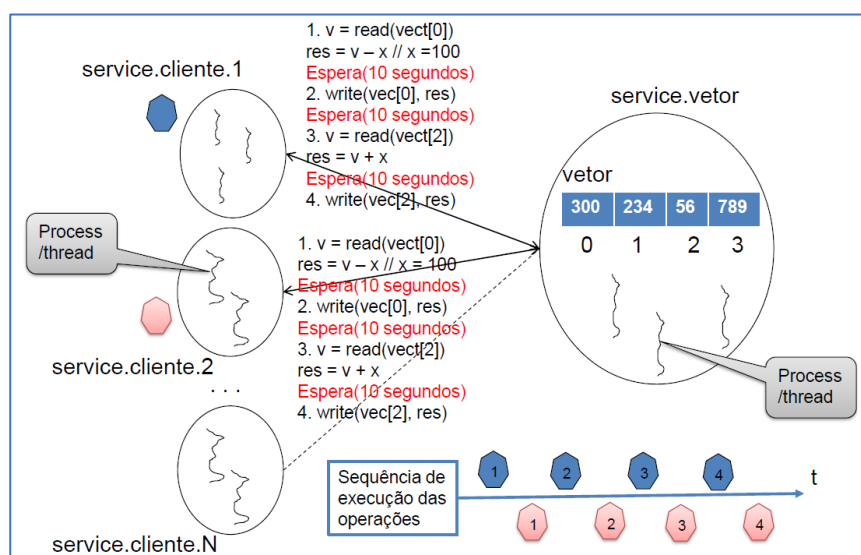 1. v = read(vect[0])
res = v – x // x =100
Espera(10 segundos)
2. write(vec[0], res)
Espera(10 segundos)
3. v = read(vect[2])
res = v + x
Espera(10 segundos)
4. write(vec[2], res)
service.cliente.1
service.vetor
vetor
300 234 56 789
0 1 2 3
Process
/thread
1. v = read(vect[0])
res = v – x // x = 100
Espera(10 segundos)
2. write(vec[0], res)
Espera(10 segundos)
3. v = read(vect[2])
res = v + x
Espera(10 segundos)
4. write(vec[2], res)
service.cliente.2
. . .
Process
/thread
service.cliente.N
Sequência de
execução das
operações
1 2 3 4
t
1 2 3 4